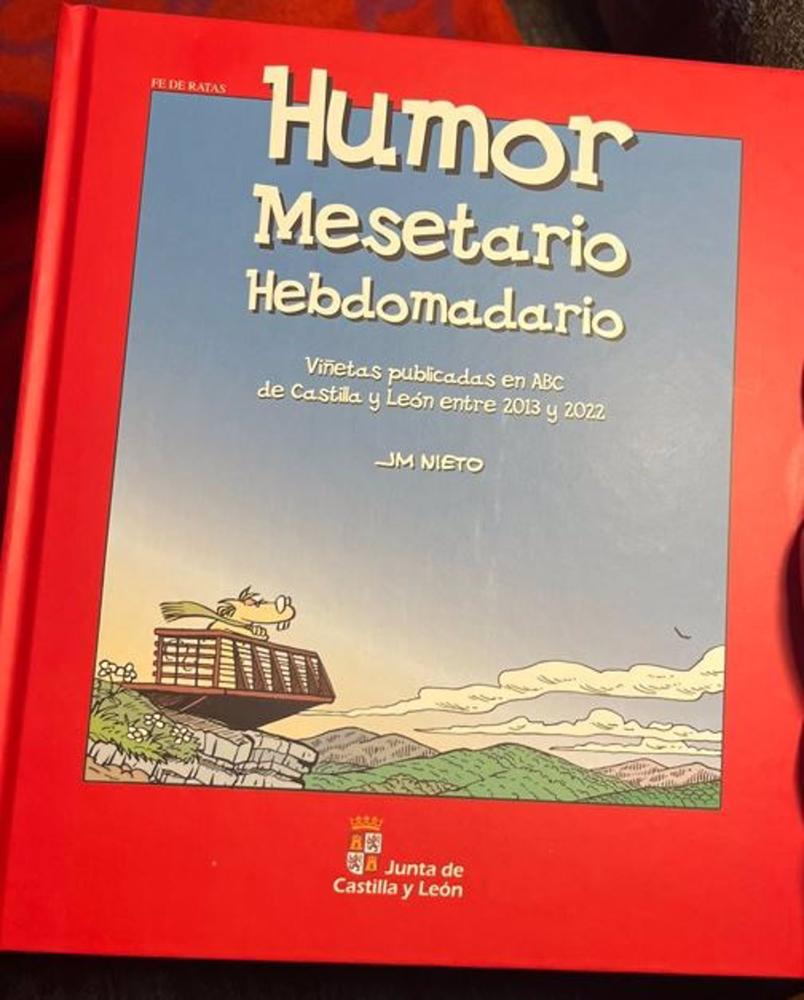 FE DE RATAS
Humor
Mesetario
Hebdomadario
Viñetas publicadas en ABC
de Castilla y León entre 2013 y 2022
JM NIETO
Junta de
Castilla y León